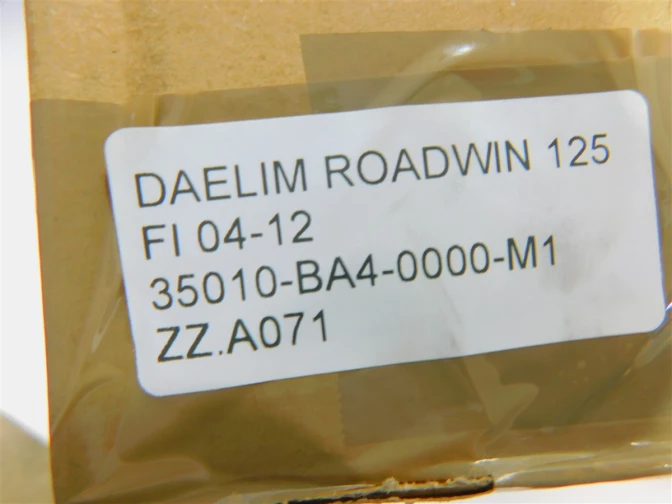 DAELIM ROADWIN 125
FI 04-12
35010-BA4-0000-M1
ZZ.A071